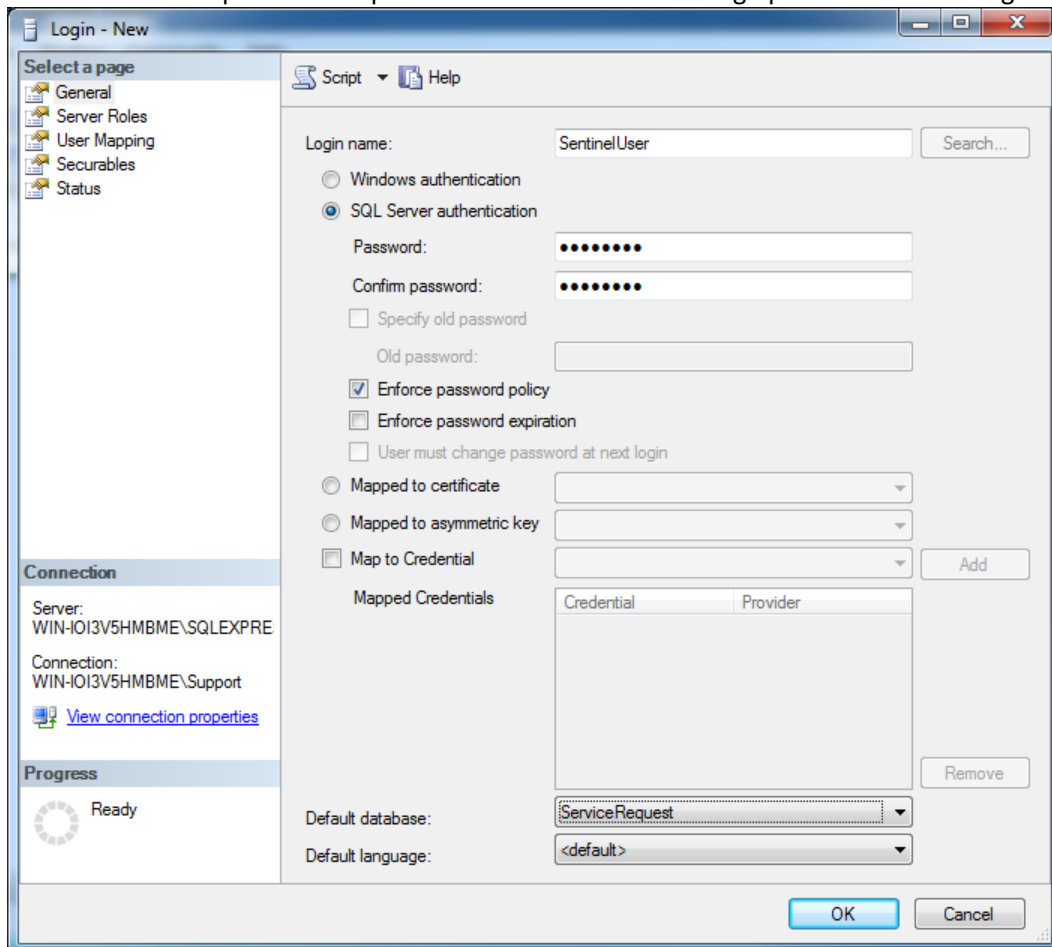 Login - New
Select a page
General
Server Roles
User Mapping
Securables
Status
Connection
Server:
WIN-IOI3V5HMBME\SQLEXPRE
Connection:
WIN-IOI3V5HMBME\Support
View connection properties
Progress
Ready
Script Help
Login name: SentinelUser Search...
Windows authentication
SQL Server authentication
Password: ●●●●●●●●
Confirm password: ●●●●●●●●
Specify old password
Old password:
Enforce password policy
Enforce password expiration
User must change password at next login
Mapped to certificate
Mapped to asymmetric key
Map to Credential Add
Mapped Credentials Credential Provider
Remove
Default database: ServiceRequest
Default language: <default>
OK Cancel